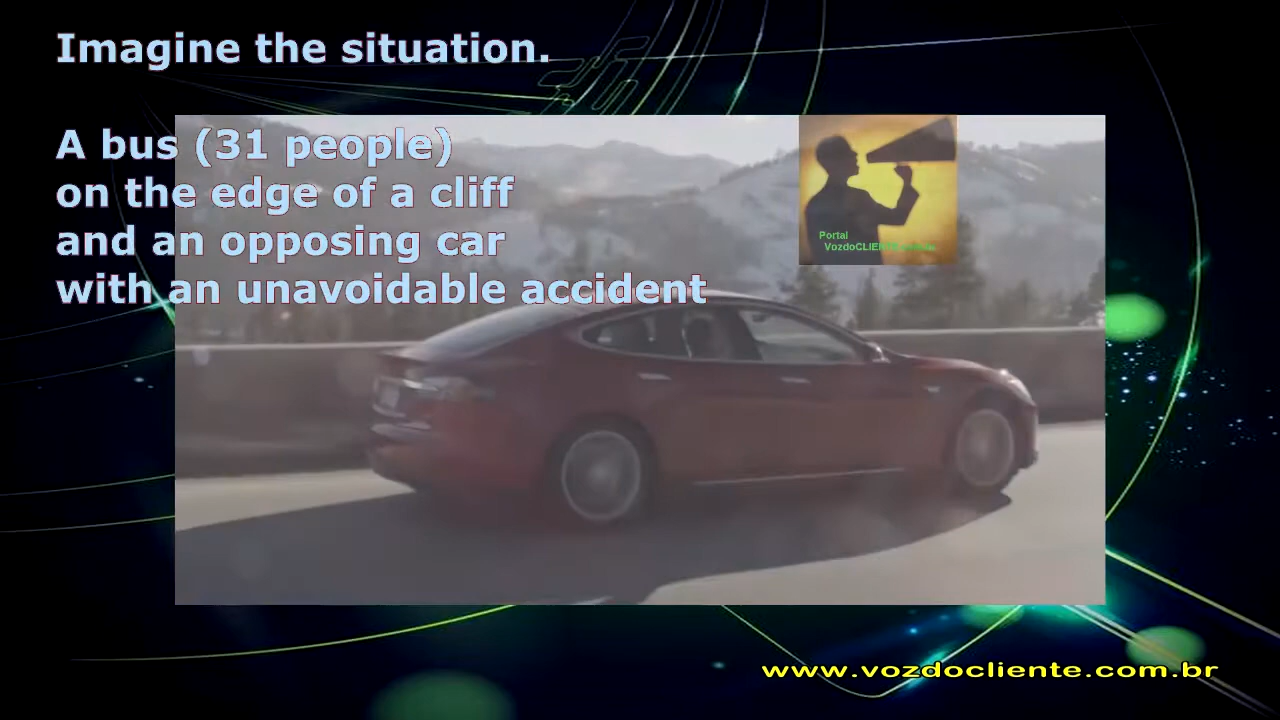 Imagine the situation.
A bus (31 people)
on the edge of a cliff
and an opposing car
with an unavoidable accident
Portal
www.vozdocliente.com.br